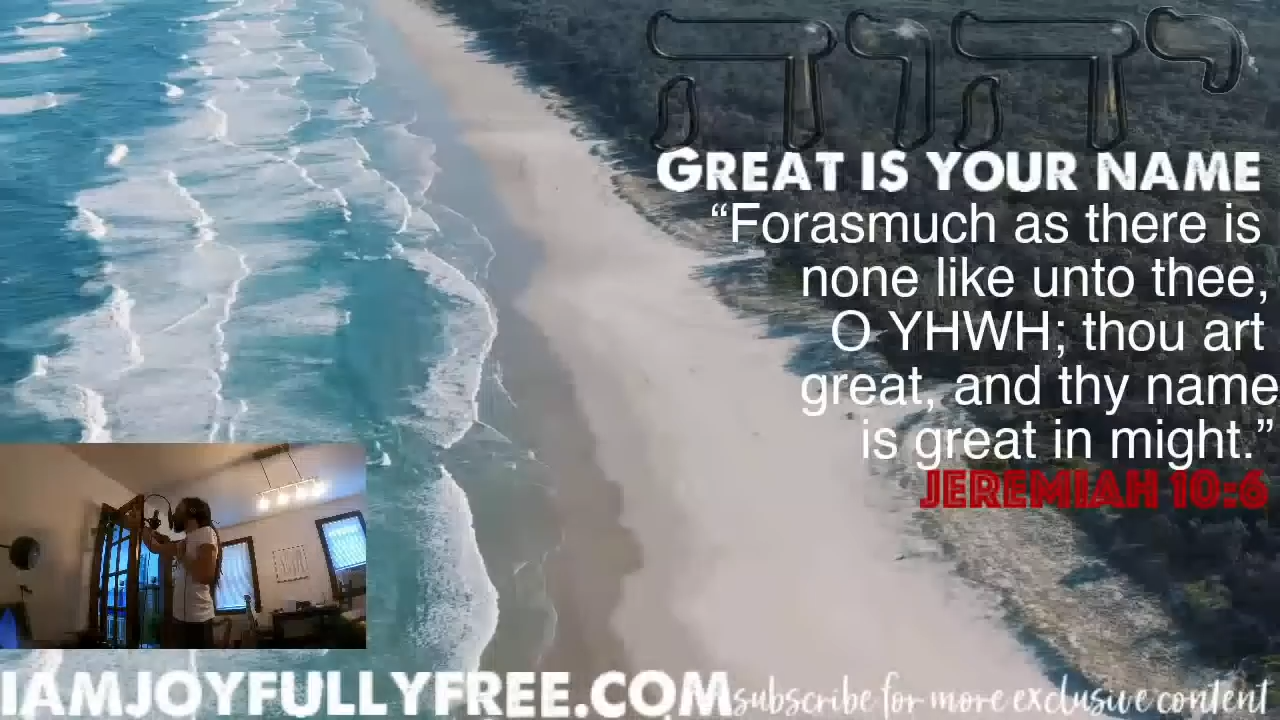 יהוה
GREAT IS YOUR NAME
“Forasmuch as there is
none like unto thee,
O YHWH; thou art
great, and thy name
is great in might.”
JEREMIAH 10:6
IAMJOYFULLYFREE.COM subscribe for more exclusive content